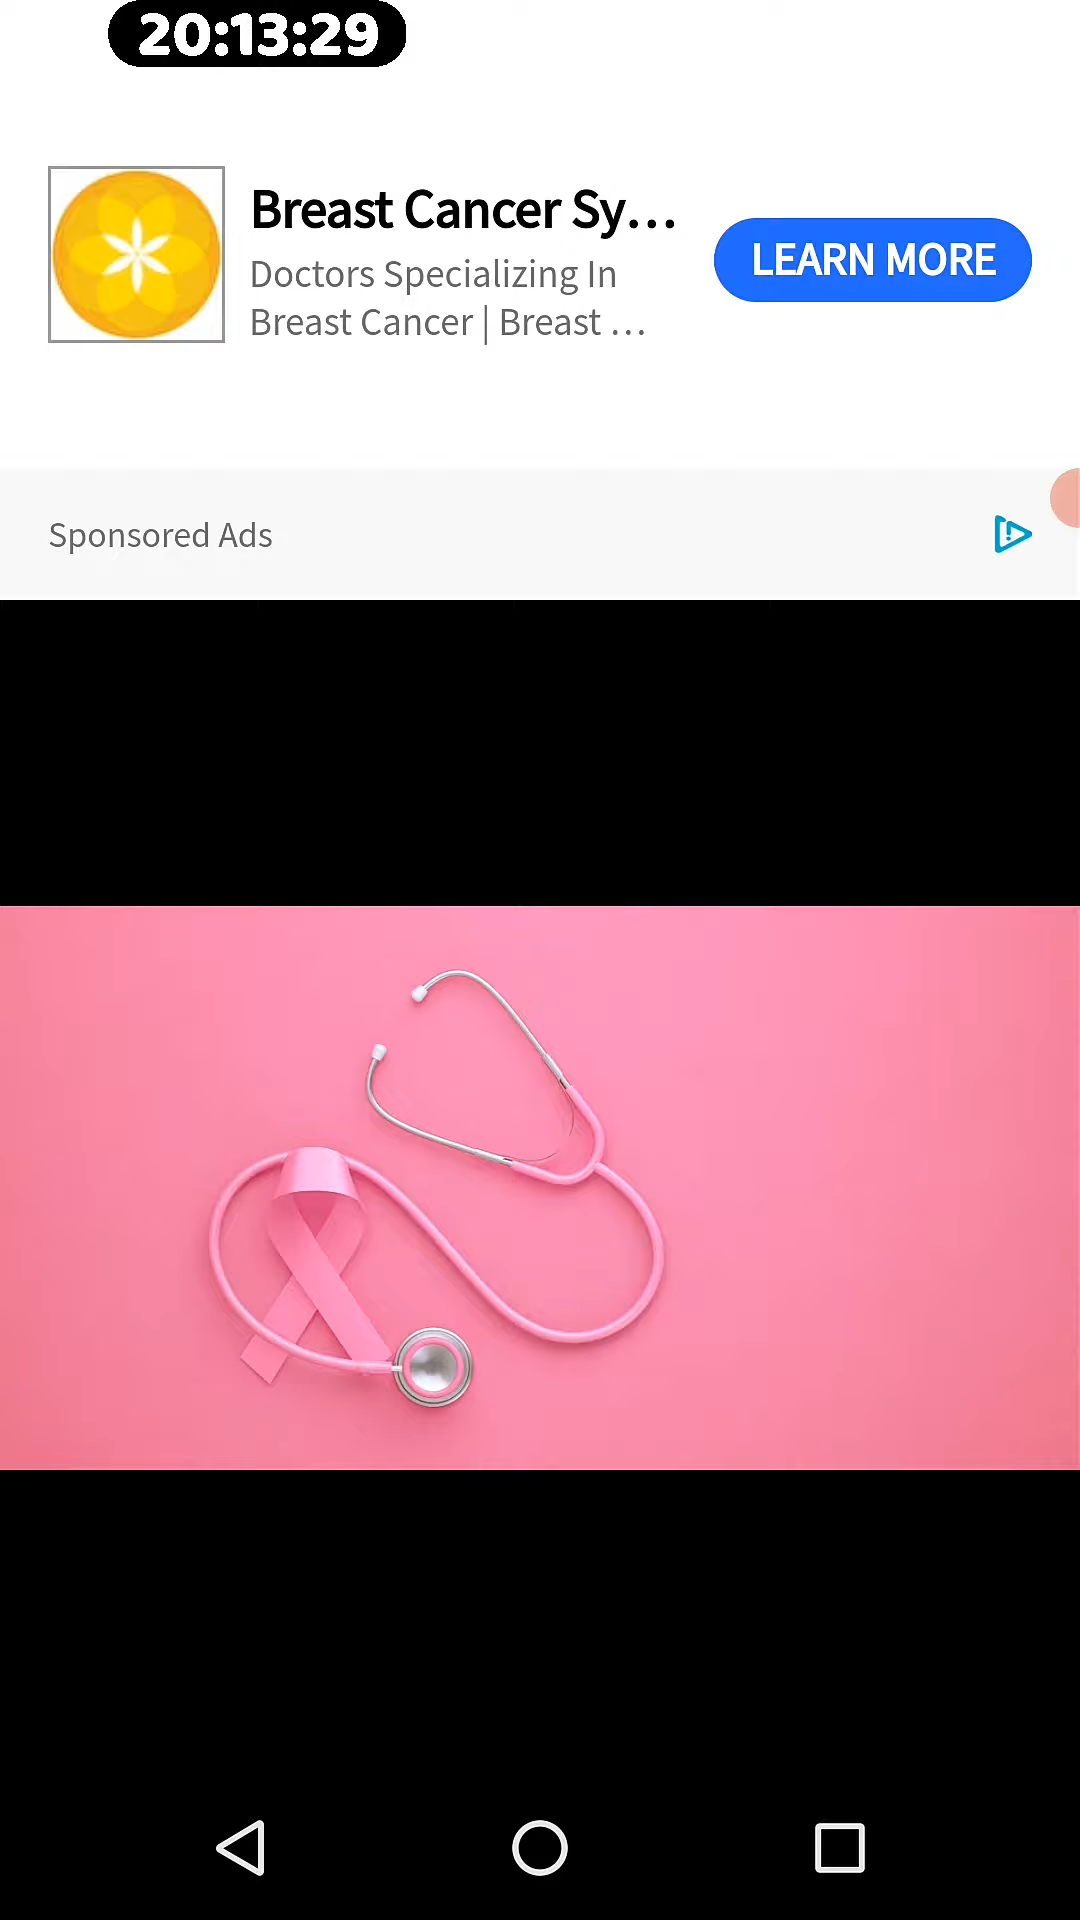 20:13:29
Breast Cancer Sy...
Doctors Specializing In
Breast Cancer | Breast ...
LEARN MORE
Sponsored Ads